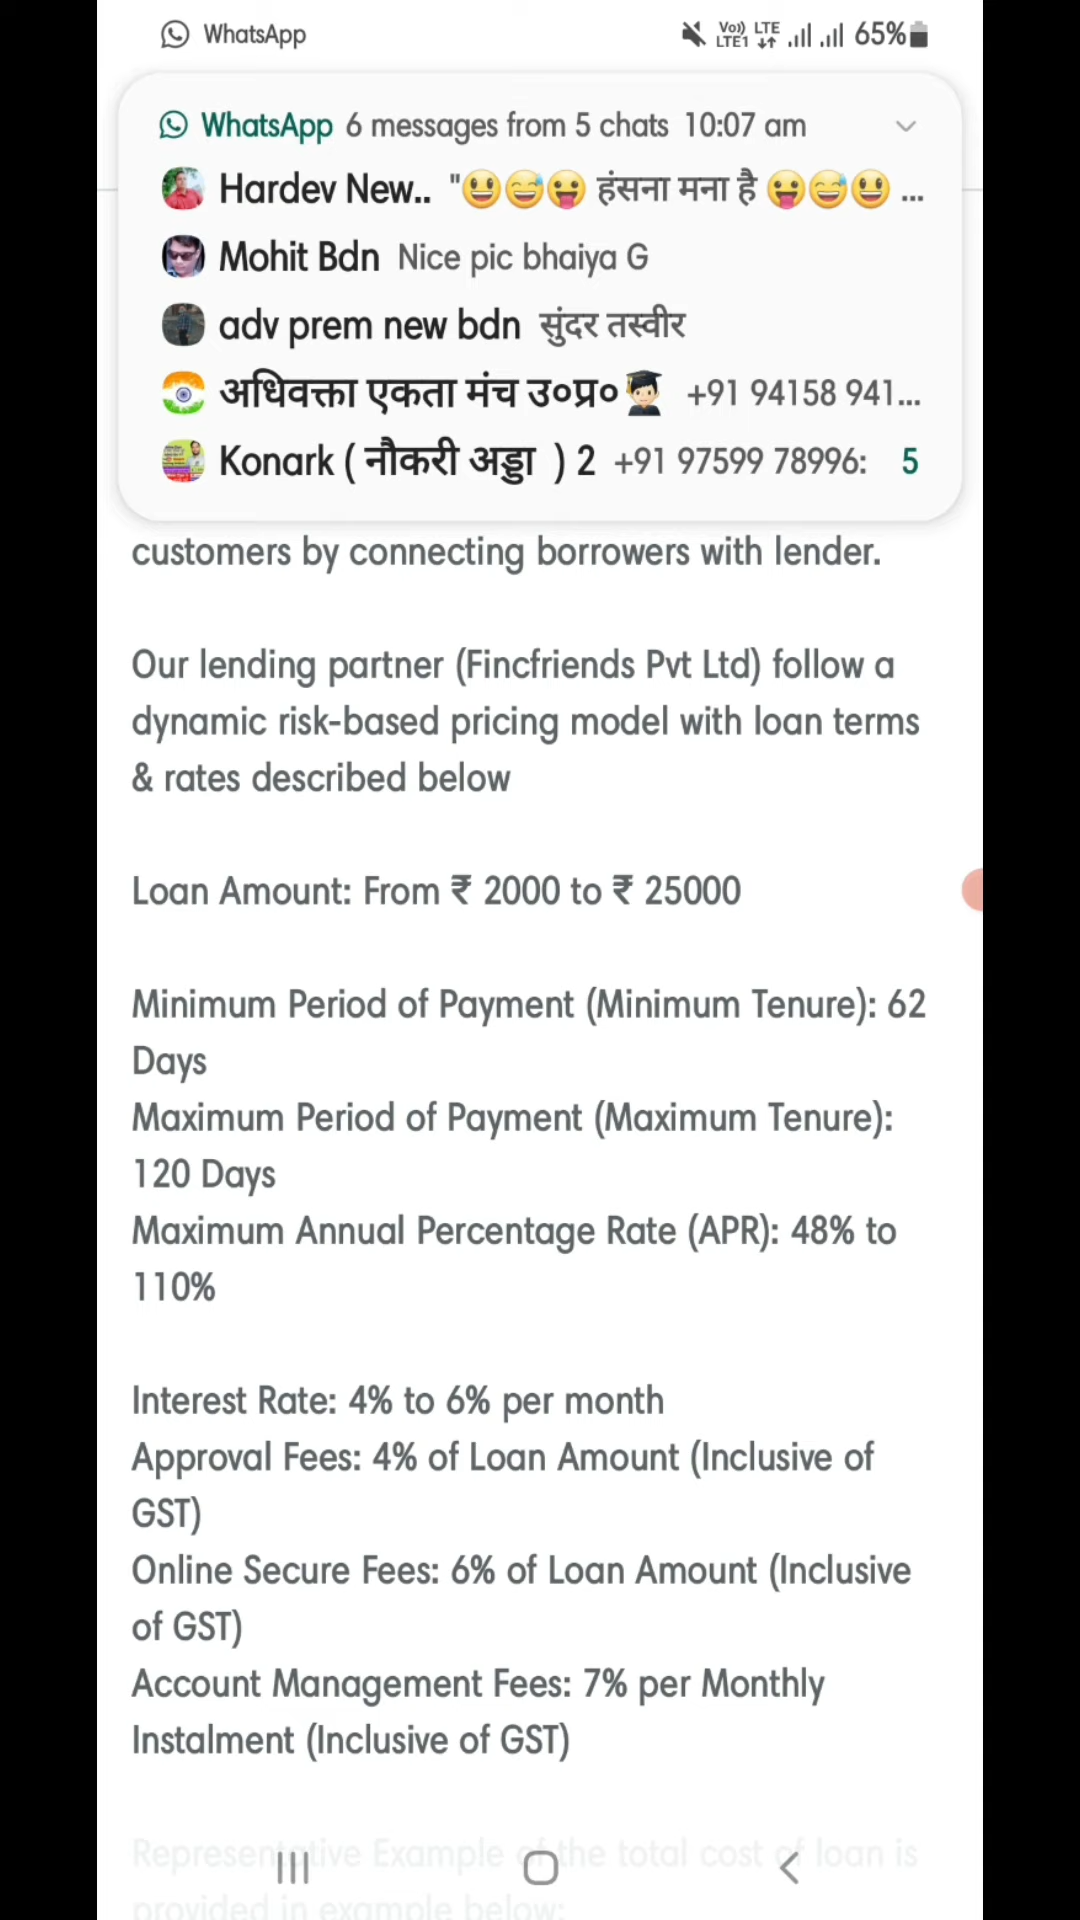 WhatsApp Vo)) LTE1 LTE 65%
WhatsApp 6 messages from 5 chats 10:07 am
Hardev New.. "😃😅😛 हंसना मना है 😛😅😃 ...
Mohit Bdn Nice pic bhaiya G
adv prem new bdn सुंदर तस्वीर
अधिवक्ता एकता मंच उ०प्र०👨🏻‍🎓 +91 94158 941...
Konark ( नौकरी अड्डा ) 2 +91 97599 78996: 5
customers by connecting borrowers with lender.
Our lending partner (Fincfriends Pvt Ltd) follow a
dynamic risk-based pricing model with loan terms
& rates described below
Loan Amount: From ₹ 2000 to ₹ 25000
Minimum Period of Payment (Minimum Tenure): 62
Days
Maximum Period of Payment (Maximum Tenure):
120 Days
Maximum Annual Percentage Rate (APR): 48% to
110%
Interest Rate: 4% to 6% per month
Approval Fees: 4% of Loan Amount (Inclusive of
GST)
Online Secure Fees: 6% of Loan Amount (Inclusive
of GST)
Account Management Fees: 7% per Monthly
Instalment (Inclusive of GST)
Representative Example of the total cost of loan is
provided in example below: